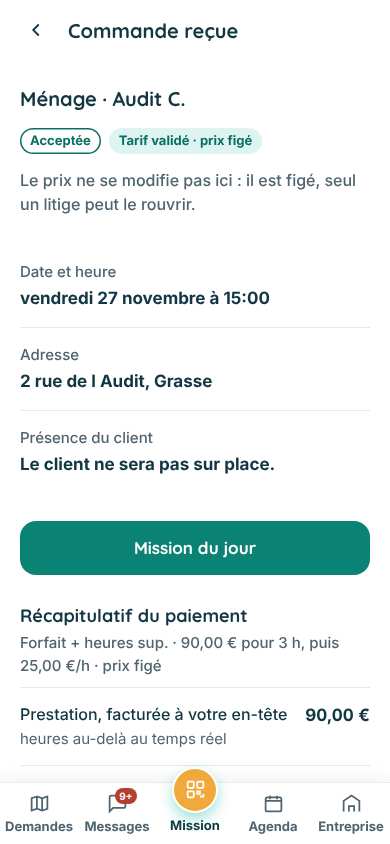 Commande reçue
Ménage · Audit C.
Acceptée
Tarif validé · prix figé
Le prix ne se modifie pas ici : il est figé, seul
un litige peut le rouvrir.
Date et heure
vendredi 27 novembre à 15:00
Adresse
2 rue de l Audit, Grasse
Présence du client
Le client ne sera pas sur place.
Mission du jour
Récapitulatif du paiement
Forfait + heures sup. · 90,00 € pour 3 h, puis
25,00 €/h · prix figé
Prestation, facturée à votre en-tête 90,00 €
heures au-delà au temps réel
9+
Demandes Messages Mission Agenda Entreprise